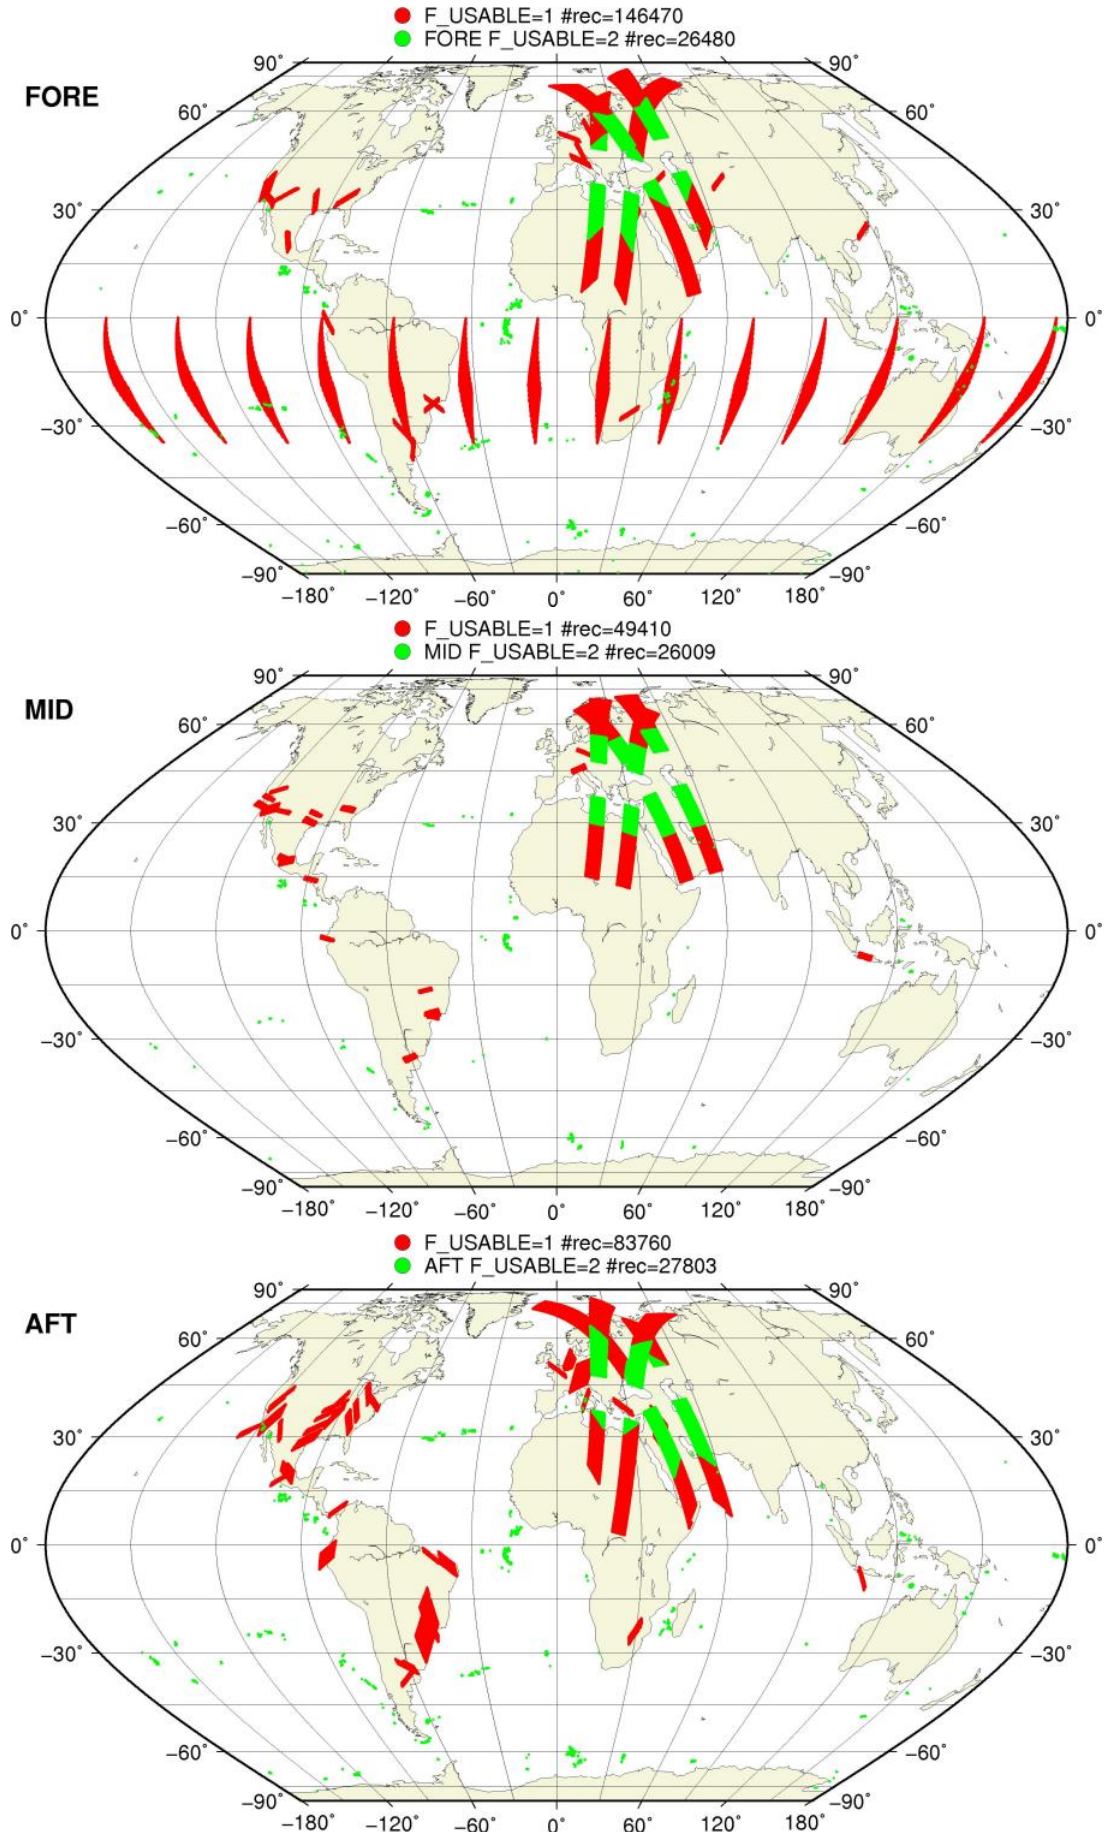 F_USABLE=1 #rec=146470
FORE F_USABLE=2 #rec=26480
FORE
90˚ 90˚
60˚ 60˚
30˚ 30˚
0˚ 0˚
−30˚ −30˚
−60˚ −60˚
−90˚ −90˚
−180˚ −120˚ −60˚ 0˚ 60˚ 120˚ 180˚
F_USABLE=1 #rec=49410
MID F_USABLE=2 #rec=26009
MID
90˚ 90˚
60˚ 60˚
30˚ 30˚
0˚ 0˚
−30˚ −30˚
−60˚ −60˚
−90˚ −90˚
−180˚ −120˚ −60˚ 0˚ 60˚ 120˚ 180˚
F_USABLE=1 #rec=83760
AFT F_USABLE=2 #rec=27803
AFT
90˚ 90˚
60˚ 60˚
30˚ 30˚
0˚ 0˚
−30˚ −30˚
−60˚ −60˚
−90˚ −90˚
−180˚ −120˚ −60˚ 0˚ 60˚ 120˚ 180˚